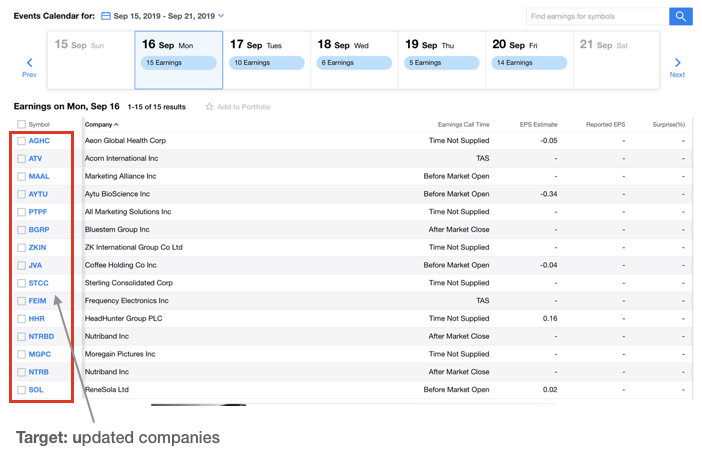 Events Calendar for: Sep 15, 2019 - Sep 21, 2019
Find earnings for symbols
Prev
15 Sep Sun
16 Sep Mon
15 Earnings
17 Sep Tues
10 Earnings
18 Sep Wed
6 Earnings
19 Sep Thu
5 Earnings
20 Sep Fri
14 Earnings
21 Sep Sat
Next
Earnings on Mon, Sep 16 1-15 of 15 results Add to Portfolio
Symbol Company Earnings Call Time EPS Estimate Reported EPS Surprise(%)
AGHC Aeon Global Health Corp Time Not Supplied -0.05 - -
ATV Acorn International Inc TAS - - -
MAAL Marketing Alliance Inc Before Market Open - - -
AYTU Aytu BioScience Inc Before Market Open -0.34 - -
PTPF All Marketing Solutions Inc Time Not Supplied - - -
BGRP Bluestem Group Inc After Market Close - - -
ZKIN ZK International Group Co Ltd Time Not Supplied - - -
JVA Coffee Holding Co Inc Before Market Open -0.04 - -
STCC Sterling Consolidated Corp Time Not Supplied - - -
FEIM Frequency Electronics Inc TAS - - -
HHR HeadHunter Group PLC Time Not Supplied 0.16 - -
NTRBD Nutriband Inc After Market Close - - -
MGPC Moregain Pictures Inc Time Not Supplied - - -
NTRB Nutriband Inc After Market Close - - -
SOL ReneSola Ltd Before Market Open 0.02 - -
Target: updated companies